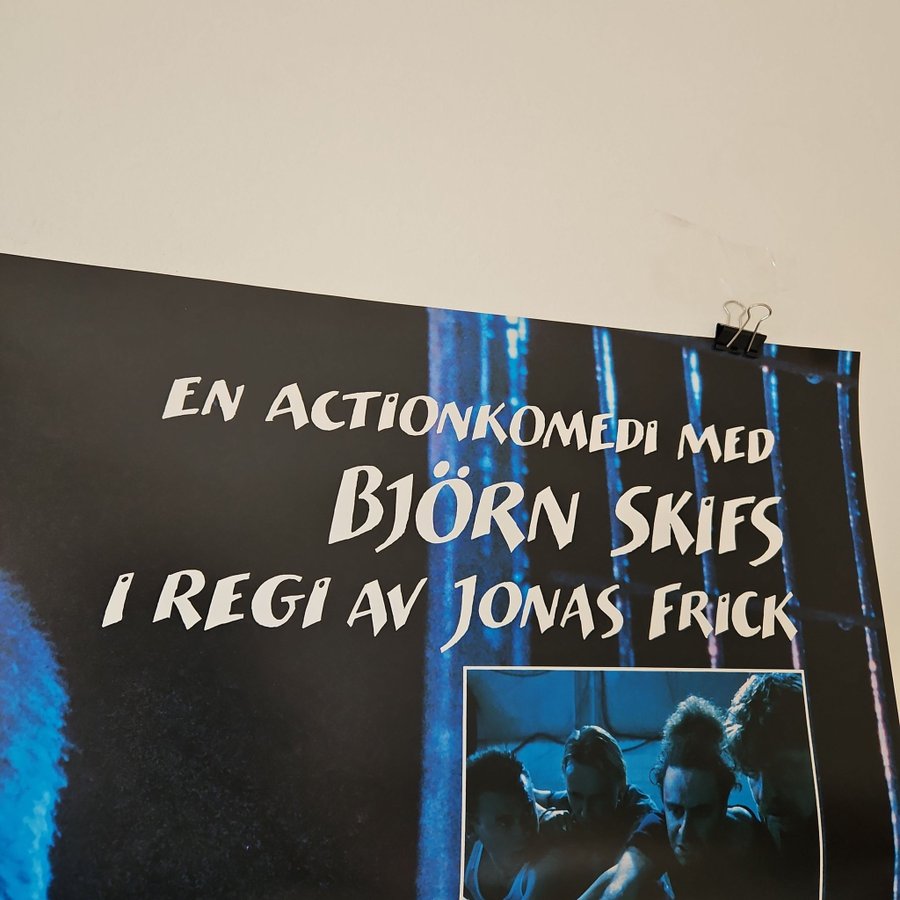 EN ACTIONKOMEDI MED
BJÖRN SKIFS
I REGI AV JONAS FRICK